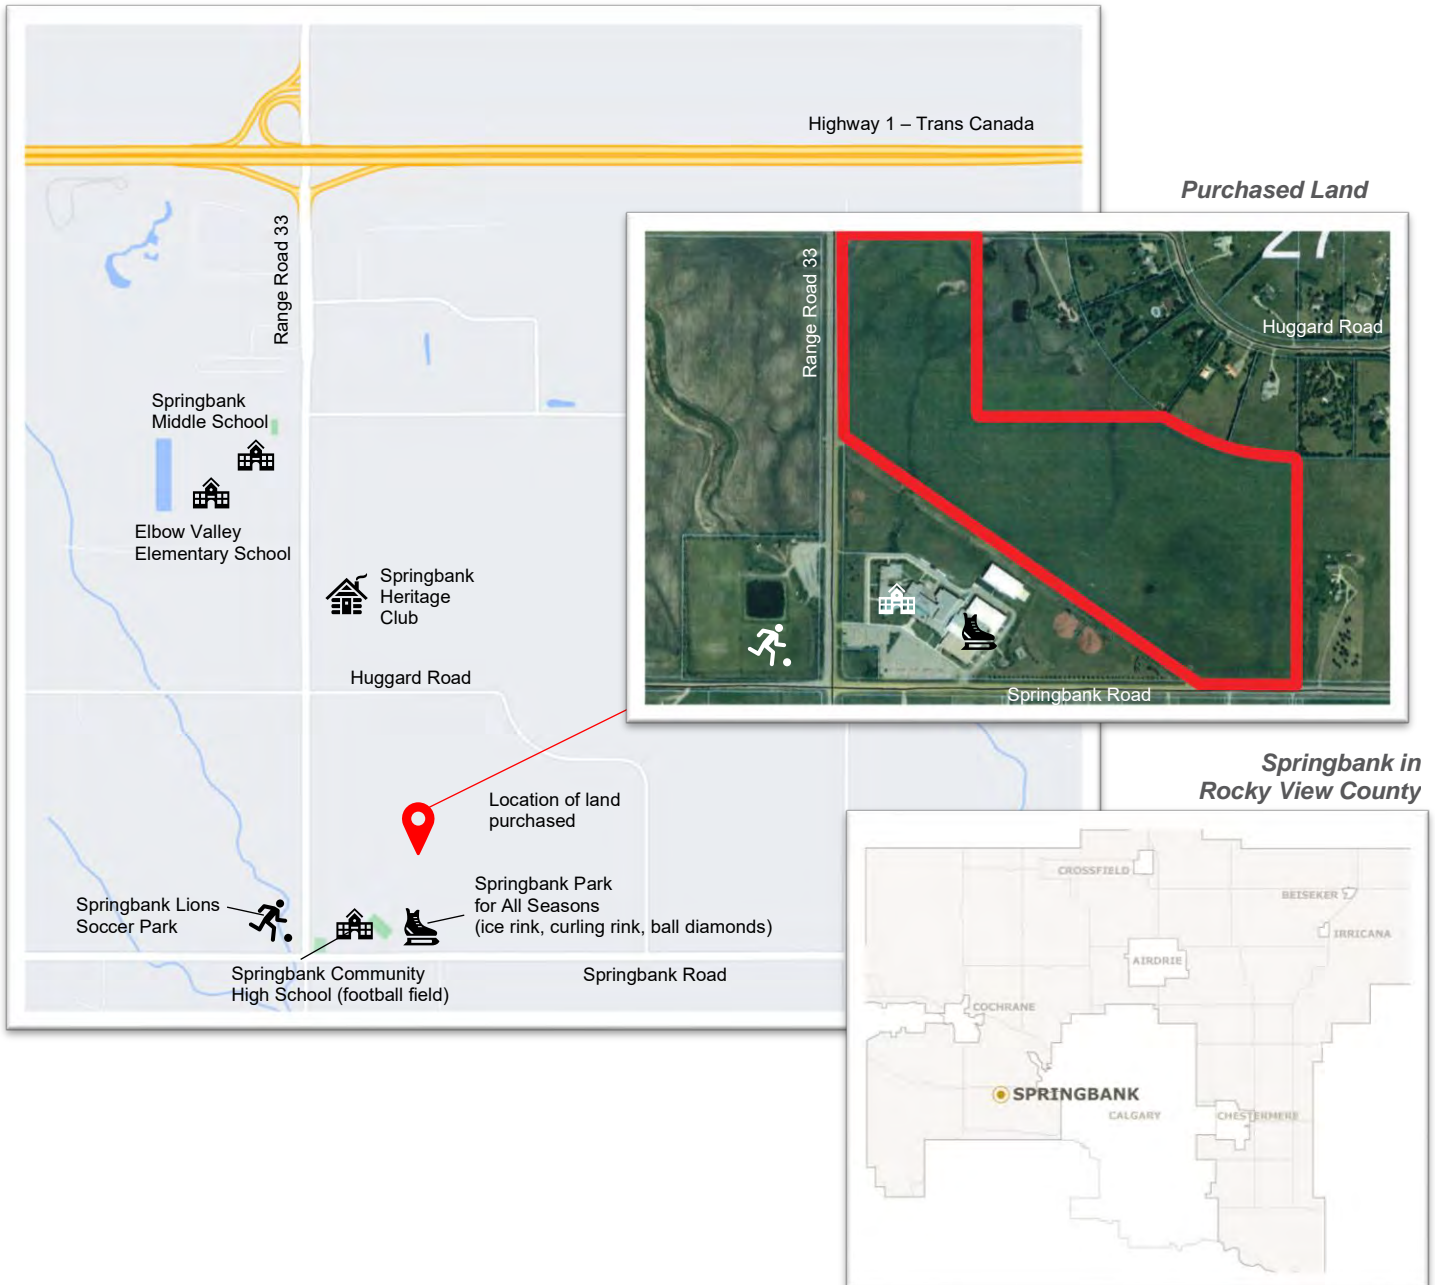 Highway 1 – Trans Canada
Range Road 33
Springbank
Middle School
Elbow Valley
Elementary School
Springbank
Heritage
Club
Huggard Road
Location of land
purchased
Springbank Lions
Soccer Park
Springbank Park
for All Seasons
(ice rink, curling rink, ball diamonds)
Springbank Community
High School (football field)
Springbank Road
Purchased Land
27
Range Road 33
Huggard Road
Springbank Road
Springbank in
Rocky View County
CROSSFIELD
BEISEKER
IRRICANA
AIRDRIE
COCHRANE
SPRINGBANK
CALGARY
CHESTERMERE